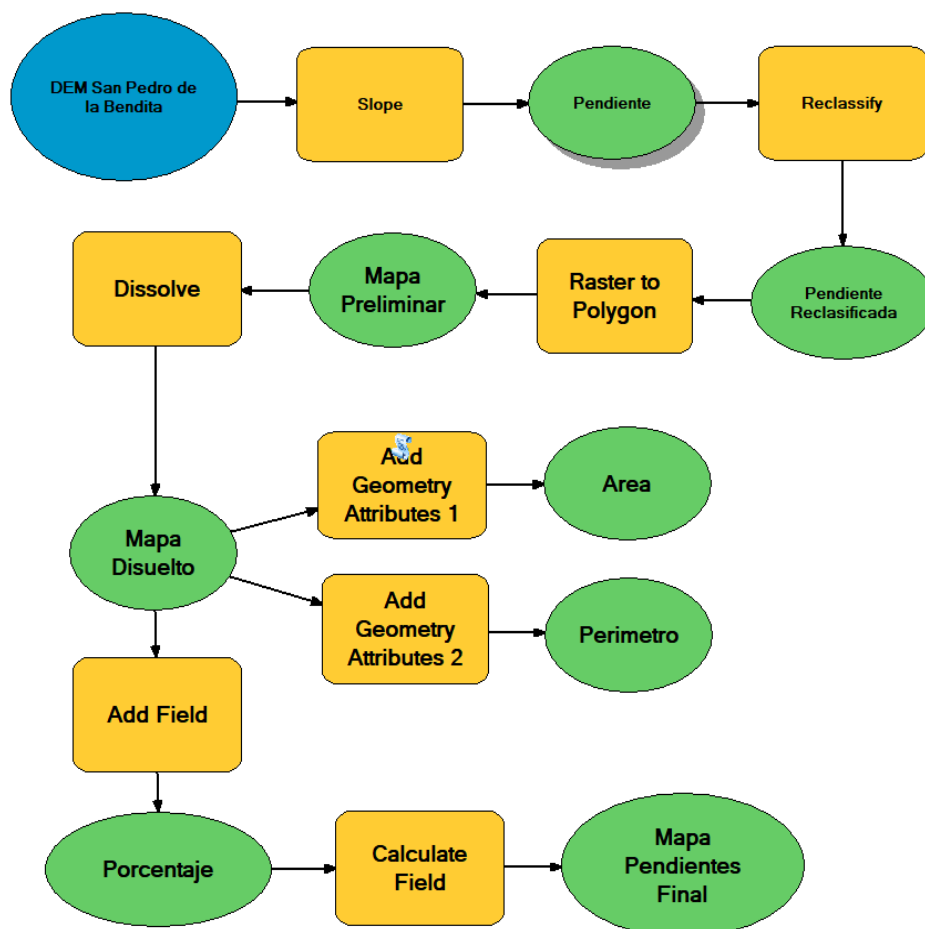 DEM San Pedro de
la Bendita
Slope
Pendiente
Reclassify
Dissolve
Mapa
Preliminar
Raster to
Polygon
Pendiente
Reclasificada
Add
Geometry
Attributes 1
Area
Mapa
Disuelto
Add
Geometry
Attributes 2
Perimetro
Add Field
Porcentaje
Calculate
Field
Mapa
Pendientes
Final